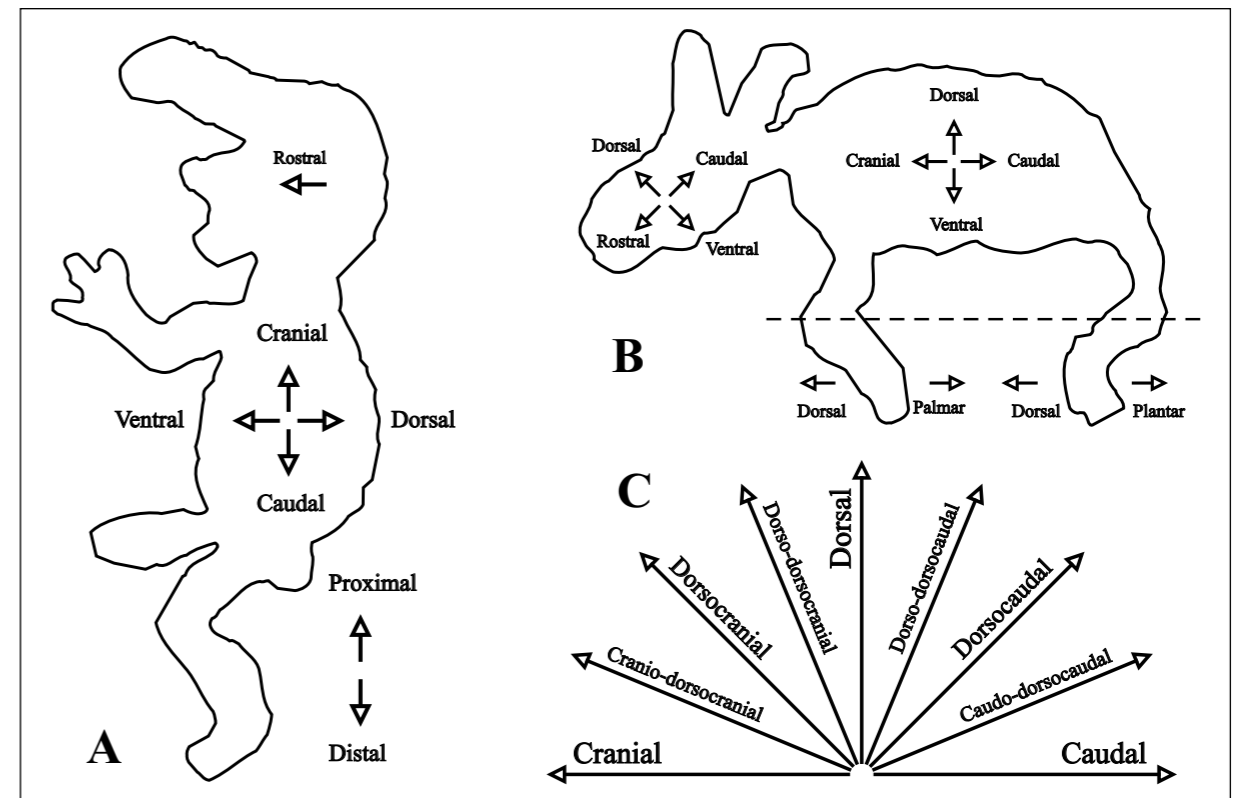 Rostral
Cranial
Ventral
Dorsal
Caudal
Proximal
Distal
A
Dorsal
Caudal
Rostral
Ventral
Dorsal
Cranial
Caudal
Ventral
B
Dorsal
Palmar
Dorsal
Plantar
C
Cranial
Cranio-dorsocranial
Dorsocranial
Dorso-dorsocranial
Dorsal
Dorso-dorsocaudal
Dorsocaudal
Caudo-dorsocaudal
Caudal